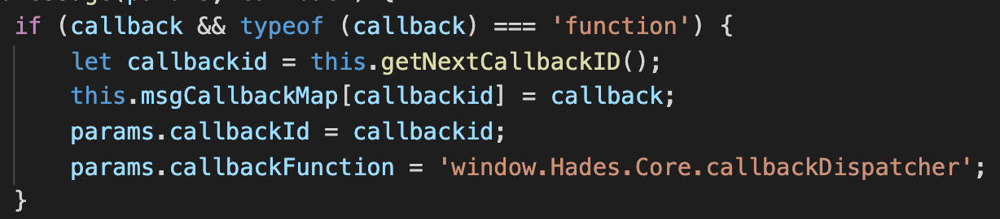 if (callback && typeof (callback) === 'function') {
let callbackid = this.getNextCallbackID();
this.msgCallbackMap[callbackid] = callback;
params.callbackId = callbackid;
params.callbackFunction = 'window.Hades.Core.callbackDispatcher';
}